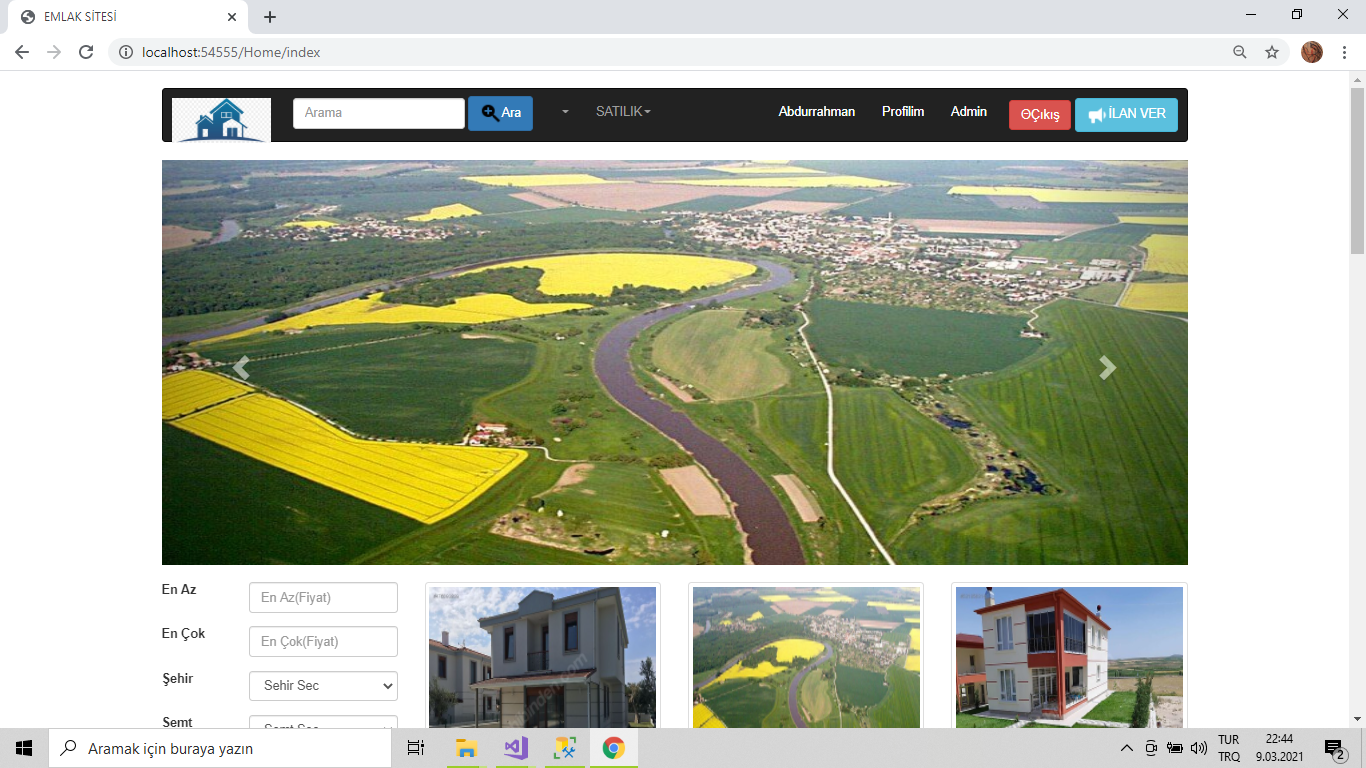 EMLAK SİTESİ
localhost:54555/Home/index
Arama
Ara
SATILIK
Abdurrahman
Profilim
Admin
Çıkış
İLAN VER
En Az
En Az(Fiyat)
En Çok
En Çok(Fiyat)
Şehir
Sehir Sec
Semt
Semt Sec
Aramak için buraya yazın
TUR
TRQ
22:44
9.03.2021
2